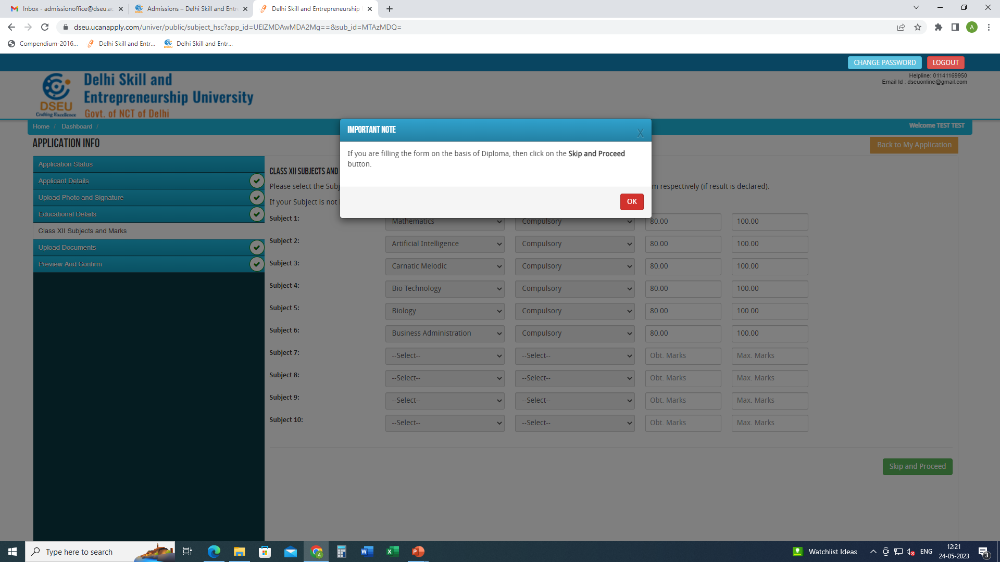 Inbox - admissionoffice@dseu.ac
Admissions – Delhi Skill and Entr
Delhi Skill and Entrepreneurship
dseu.ucanapply.com/univer/public/subject_hsc?app_id=UElZMDAwMDA2Mg==&sub_id=MTAzMDQ=
A
Compendium-2016...
Delhi Skill and Entr...
Delhi Skill and Entr...
CHANGE PASSWORD
LOGOUT
Helpline: 01141169950
Email Id : dseuonline@gmail.com
DSEU
Crafting Excellence
Delhi Skill and
Entrepreneurship University
Govt. of NCT of Delhi
Home / Dashboard /
Welcome TEST TEST
APPLICATION INFO
Back to My Application
Application Status
Applicant Details
Upload Photo and Signature
Educational Details
Class XII Subjects and Marks
Upload Documents
Preview And Confirm
IMPORTANT NOTE
X
If you are filling the form on the basis of Diploma, then click on the Skip and Proceed
button.
OK
CLASS XII SUBJECTS AND
Please select the Subj
m respectively (if result is declared).
If your Subject is not i
Subject 1: Mathematics Compulsory 80.00 100.00
Subject 2: Artificial Intelligence Compulsory 80.00 100.00
Subject 3: Carnatic Melodic Compulsory 80.00 100.00
Subject 4: Bio Technology Compulsory 80.00 100.00
Subject 5: Biology Compulsory 80.00 100.00
Subject 6: Business Administration Compulsory 80.00 100.00
Subject 7: --Select-- --Select-- Obt. Marks Max. Marks
Subject 8: --Select-- --Select-- Obt. Marks Max. Marks
Subject 9: --Select-- --Select-- Obt. Marks Max. Marks
Subject 10: --Select-- --Select-- Obt. Marks Max. Marks
Skip and Proceed
Type here to search
Watchlist Ideas
ENG
12:21
24-05-2023
3